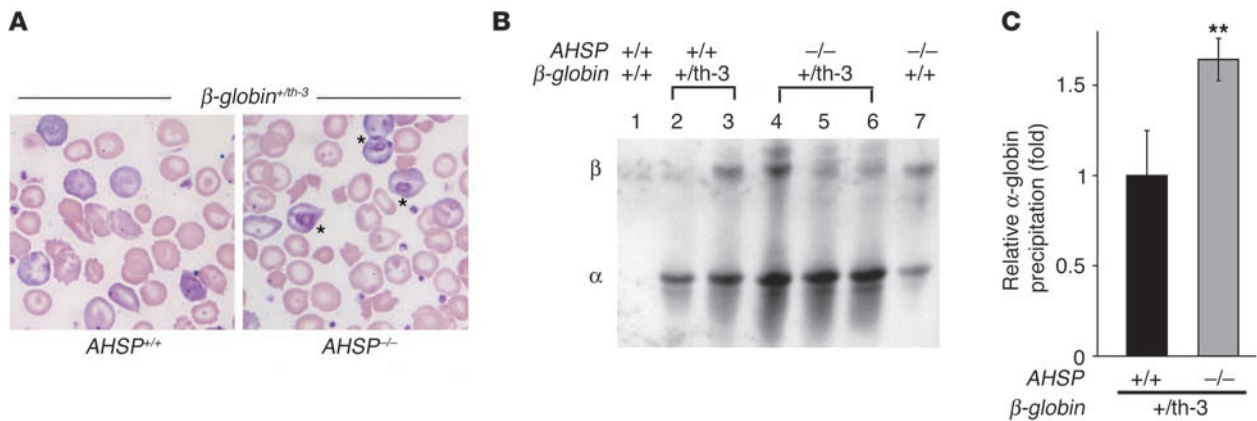 A
β-globin+/th-3
*
*
*
AHSP+/+
AHSP–/–
B
AHSP +/+ +/+ –/– –/–
β-globin +/+ +/th-3 +/th-3 +/+
1 2 3 4 5 6 7
β
α
C
Relative α-globin
precipitation (fold)
**
1.5
1
0.5
0
AHSP +/+ –/–
β-globin +/th-3